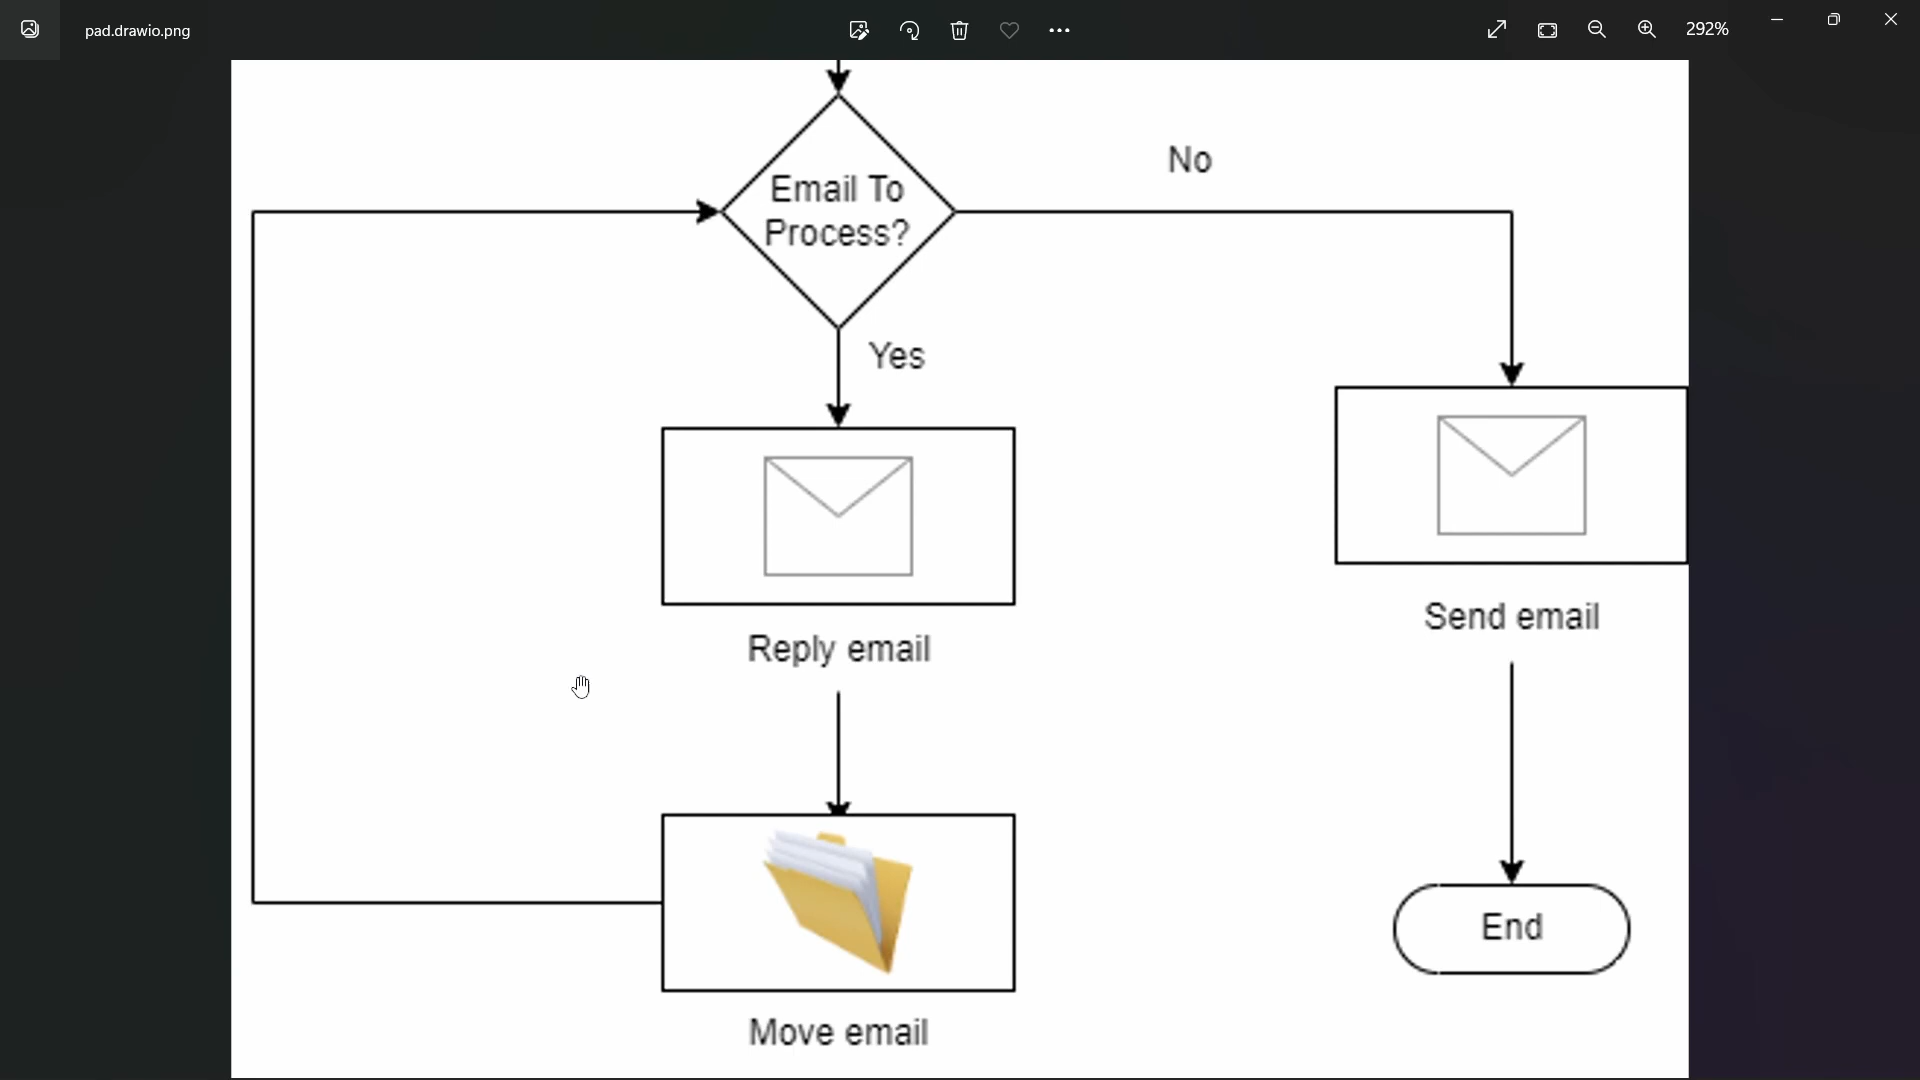 pad.drawio.png
292%
No
Email To
Process?
Yes
Reply email
Send email
End
Move email